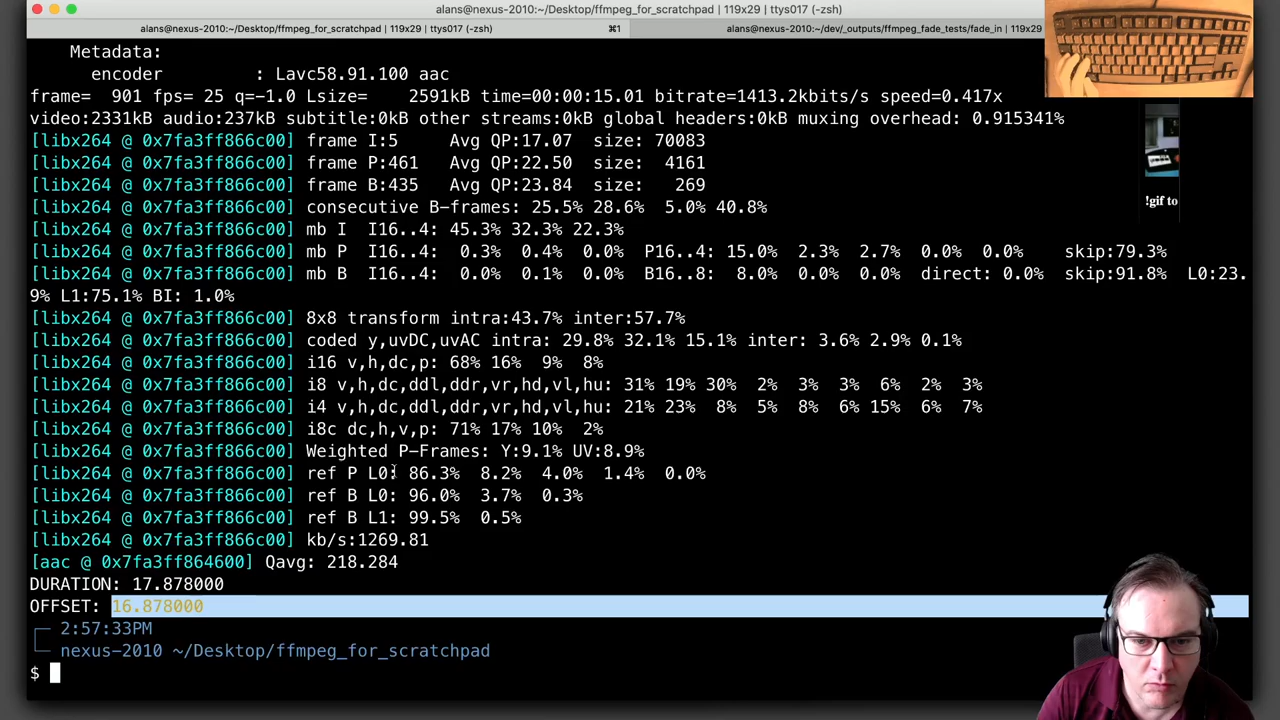 alans@nexus-2010:~/Desktop/ffmpeg_for_scratchpad | 119x29 | ttys017 (-zsh)
alans@nexus-2010:~/Desktop/ffmpeg_for_scratchpad | 119x29 | ttys017 (-zsh) ⌘1 alans@nexus-2010:~/dev/_outputs/ffmpeg_fade_tests/fade_in | 119x29
Metadata:
encoder : Lavc58.91.100 aac
frame= 901 fps= 25 q=-1.0 Lsize= 2591kB time=00:00:15.01 bitrate=1413.2kbits/s speed=0.417x
video:2331kB audio:237kB subtitle:0kB other streams:0kB global headers:0kB muxing overhead: 0.915341%
[libx264 @ 0x7fa3ff866c00] frame I:5 Avg QP:17.07 size: 70083
[libx264 @ 0x7fa3ff866c00] frame P:461 Avg QP:22.50 size: 4161
[libx264 @ 0x7fa3ff866c00] frame B:435 Avg QP:23.84 size: 269
[libx264 @ 0x7fa3ff866c00] consecutive B-frames: 25.5% 28.6% 5.0% 40.8%
[libx264 @ 0x7fa3ff866c00] mb I I16..4: 45.3% 32.3% 22.3%
[libx264 @ 0x7fa3ff866c00] mb P I16..4: 0.3% 0.4% 0.0% P16..4: 15.0% 2.3% 2.7% 0.0% 0.0% skip:79.3%
[libx264 @ 0x7fa3ff866c00] mb B I16..4: 0.0% 0.1% 0.0% B16..8: 8.0% 0.0% 0.0% direct: 0.0% skip:91.8% L0:23.
9% L1:75.1% BI: 1.0%
[libx264 @ 0x7fa3ff866c00] 8x8 transform intra:43.7% inter:57.7%
[libx264 @ 0x7fa3ff866c00] coded y,uvDC,uvAC intra: 29.8% 32.1% 15.1% inter: 3.6% 2.9% 0.1%
[libx264 @ 0x7fa3ff866c00] i16 v,h,dc,p: 68% 16% 9% 8%
[libx264 @ 0x7fa3ff866c00] i8 v,h,dc,ddl,ddr,vr,hd,vl,hu: 31% 19% 30% 2% 3% 3% 6% 2% 3%
[libx264 @ 0x7fa3ff866c00] i4 v,h,dc,ddl,ddr,vr,hd,vl,hu: 21% 23% 8% 5% 8% 6% 15% 6% 7%
[libx264 @ 0x7fa3ff866c00] i8c dc,h,v,p: 71% 17% 10% 2%
[libx264 @ 0x7fa3ff866c00] Weighted P-Frames: Y:9.1% UV:8.9%
[libx264 @ 0x7fa3ff866c00] ref P L0: 86.3% 8.2% 4.0% 1.4% 0.0%
[libx264 @ 0x7fa3ff866c00] ref B L0: 96.0% 3.7% 0.3%
[libx264 @ 0x7fa3ff866c00] ref B L1: 99.5% 0.5%
[libx264 @ 0x7fa3ff866c00] kb/s:1269.81
[aac @ 0x7fa3ff864600] Qavg: 218.284
DURATION: 17.878000
OFFSET: 16.878000
2:57:33PM
nexus-2010 ~/Desktop/ffmpeg_for_scratchpad
$
!gif to